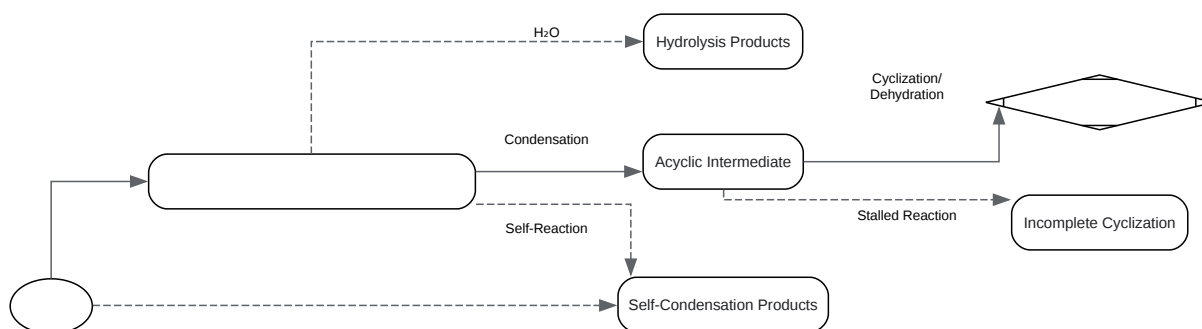 H₂O
Hydrolysis Products
Cyclization/
Dehydration
Condensation
Acyclic Intermediate
Stalled Reaction
Incomplete Cyclization
Self-Reaction
Self-Condensation Products